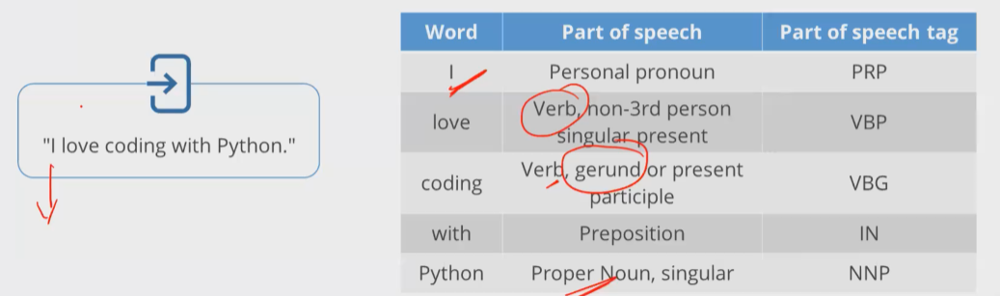 "I love coding with Python."
Word Part of speech Part of speech tag
I Personal pronoun PRP
love Verb, non-3rd person singular present VBP
coding Verb, gerund or present participle VBG
with Preposition IN
Python Proper Noun, singular NNP